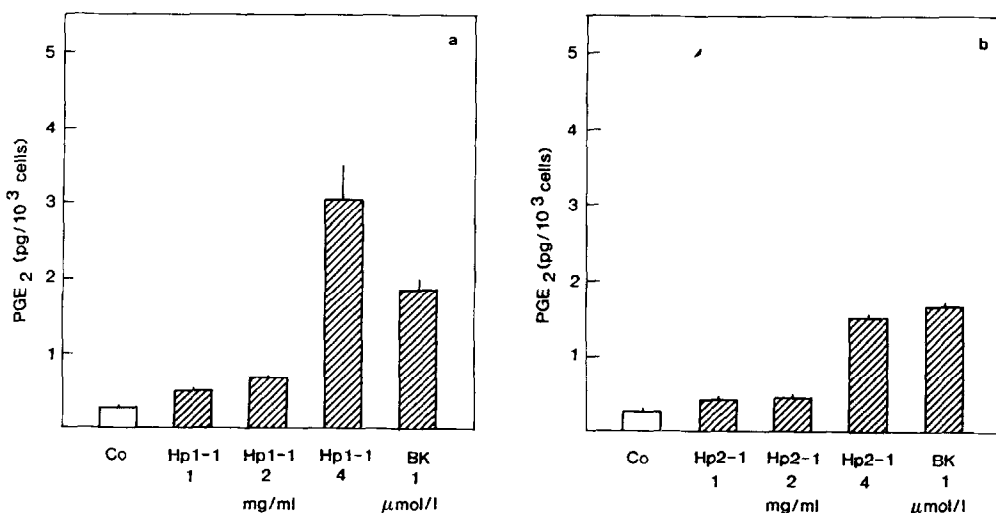 a
5
4
3
2
1
PGE 2 (pg/10 3 cells)
Co Hp1-1 Hp1-1 Hp1-1 BK
1 2 4 1
mg/ml μmol/l
b
5
4
3
2
1
PGE 2 (pg/10 3 cells)
Co Hp2-1 Hp2-1 Hp2-1 BK
1 2 4 1
mg/ml μmol/l